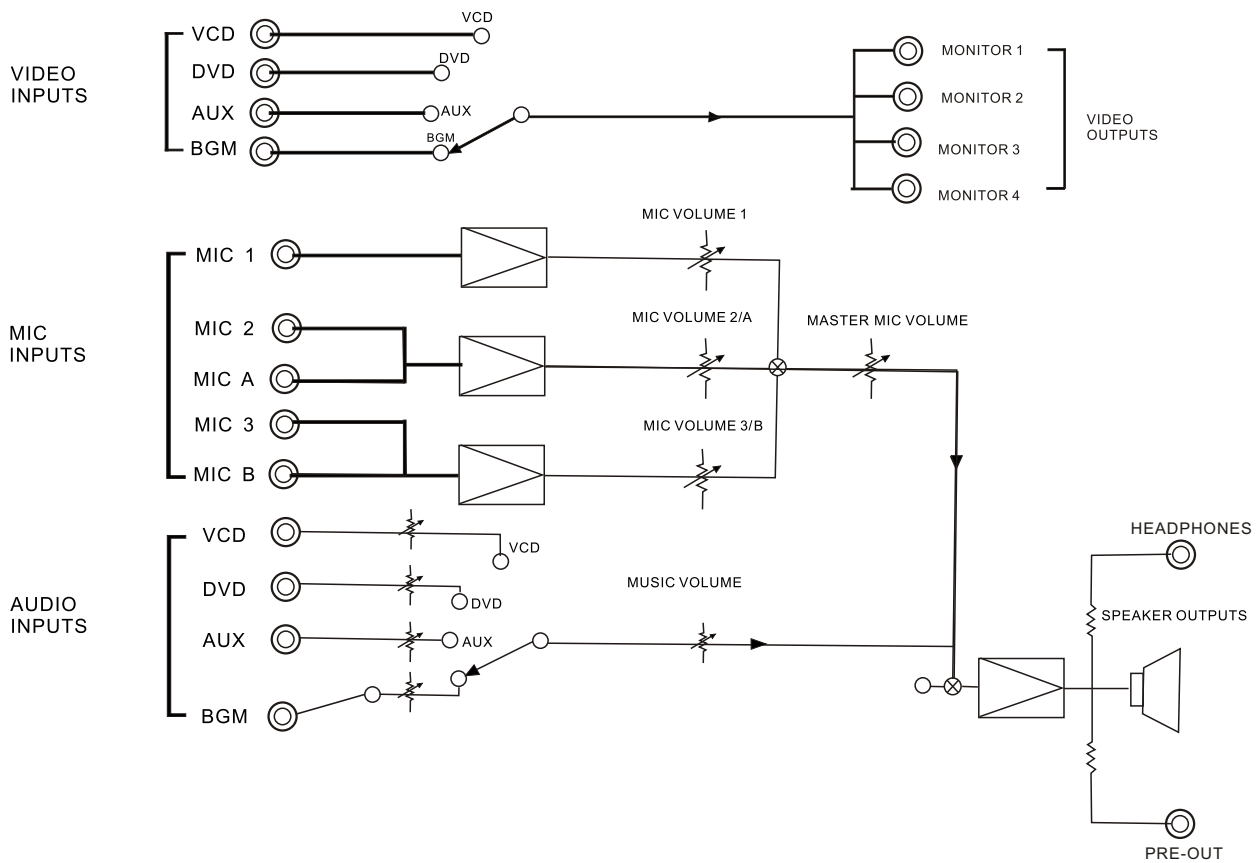 VIDEO
INPUTS
VCD
DVD
AUX
BGM
VCD
DVD
AUX
BGM
MONITOR 1
MONITOR 2
MONITOR 3
MONITOR 4
VIDEO
OUTPUTS
MIC
INPUTS
MIC 1
MIC 2
MIC A
MIC 3
MIC B
MIC VOLUME 1
MIC VOLUME 2/A
MIC VOLUME 3/B
MASTER MIC VOLUME
AUDIO
INPUTS
VCD
DVD
AUX
BGM
VCD
DVD
AUX
MUSIC VOLUME
HEADPHONES
SPEAKER OUTPUTS
PRE-OUT